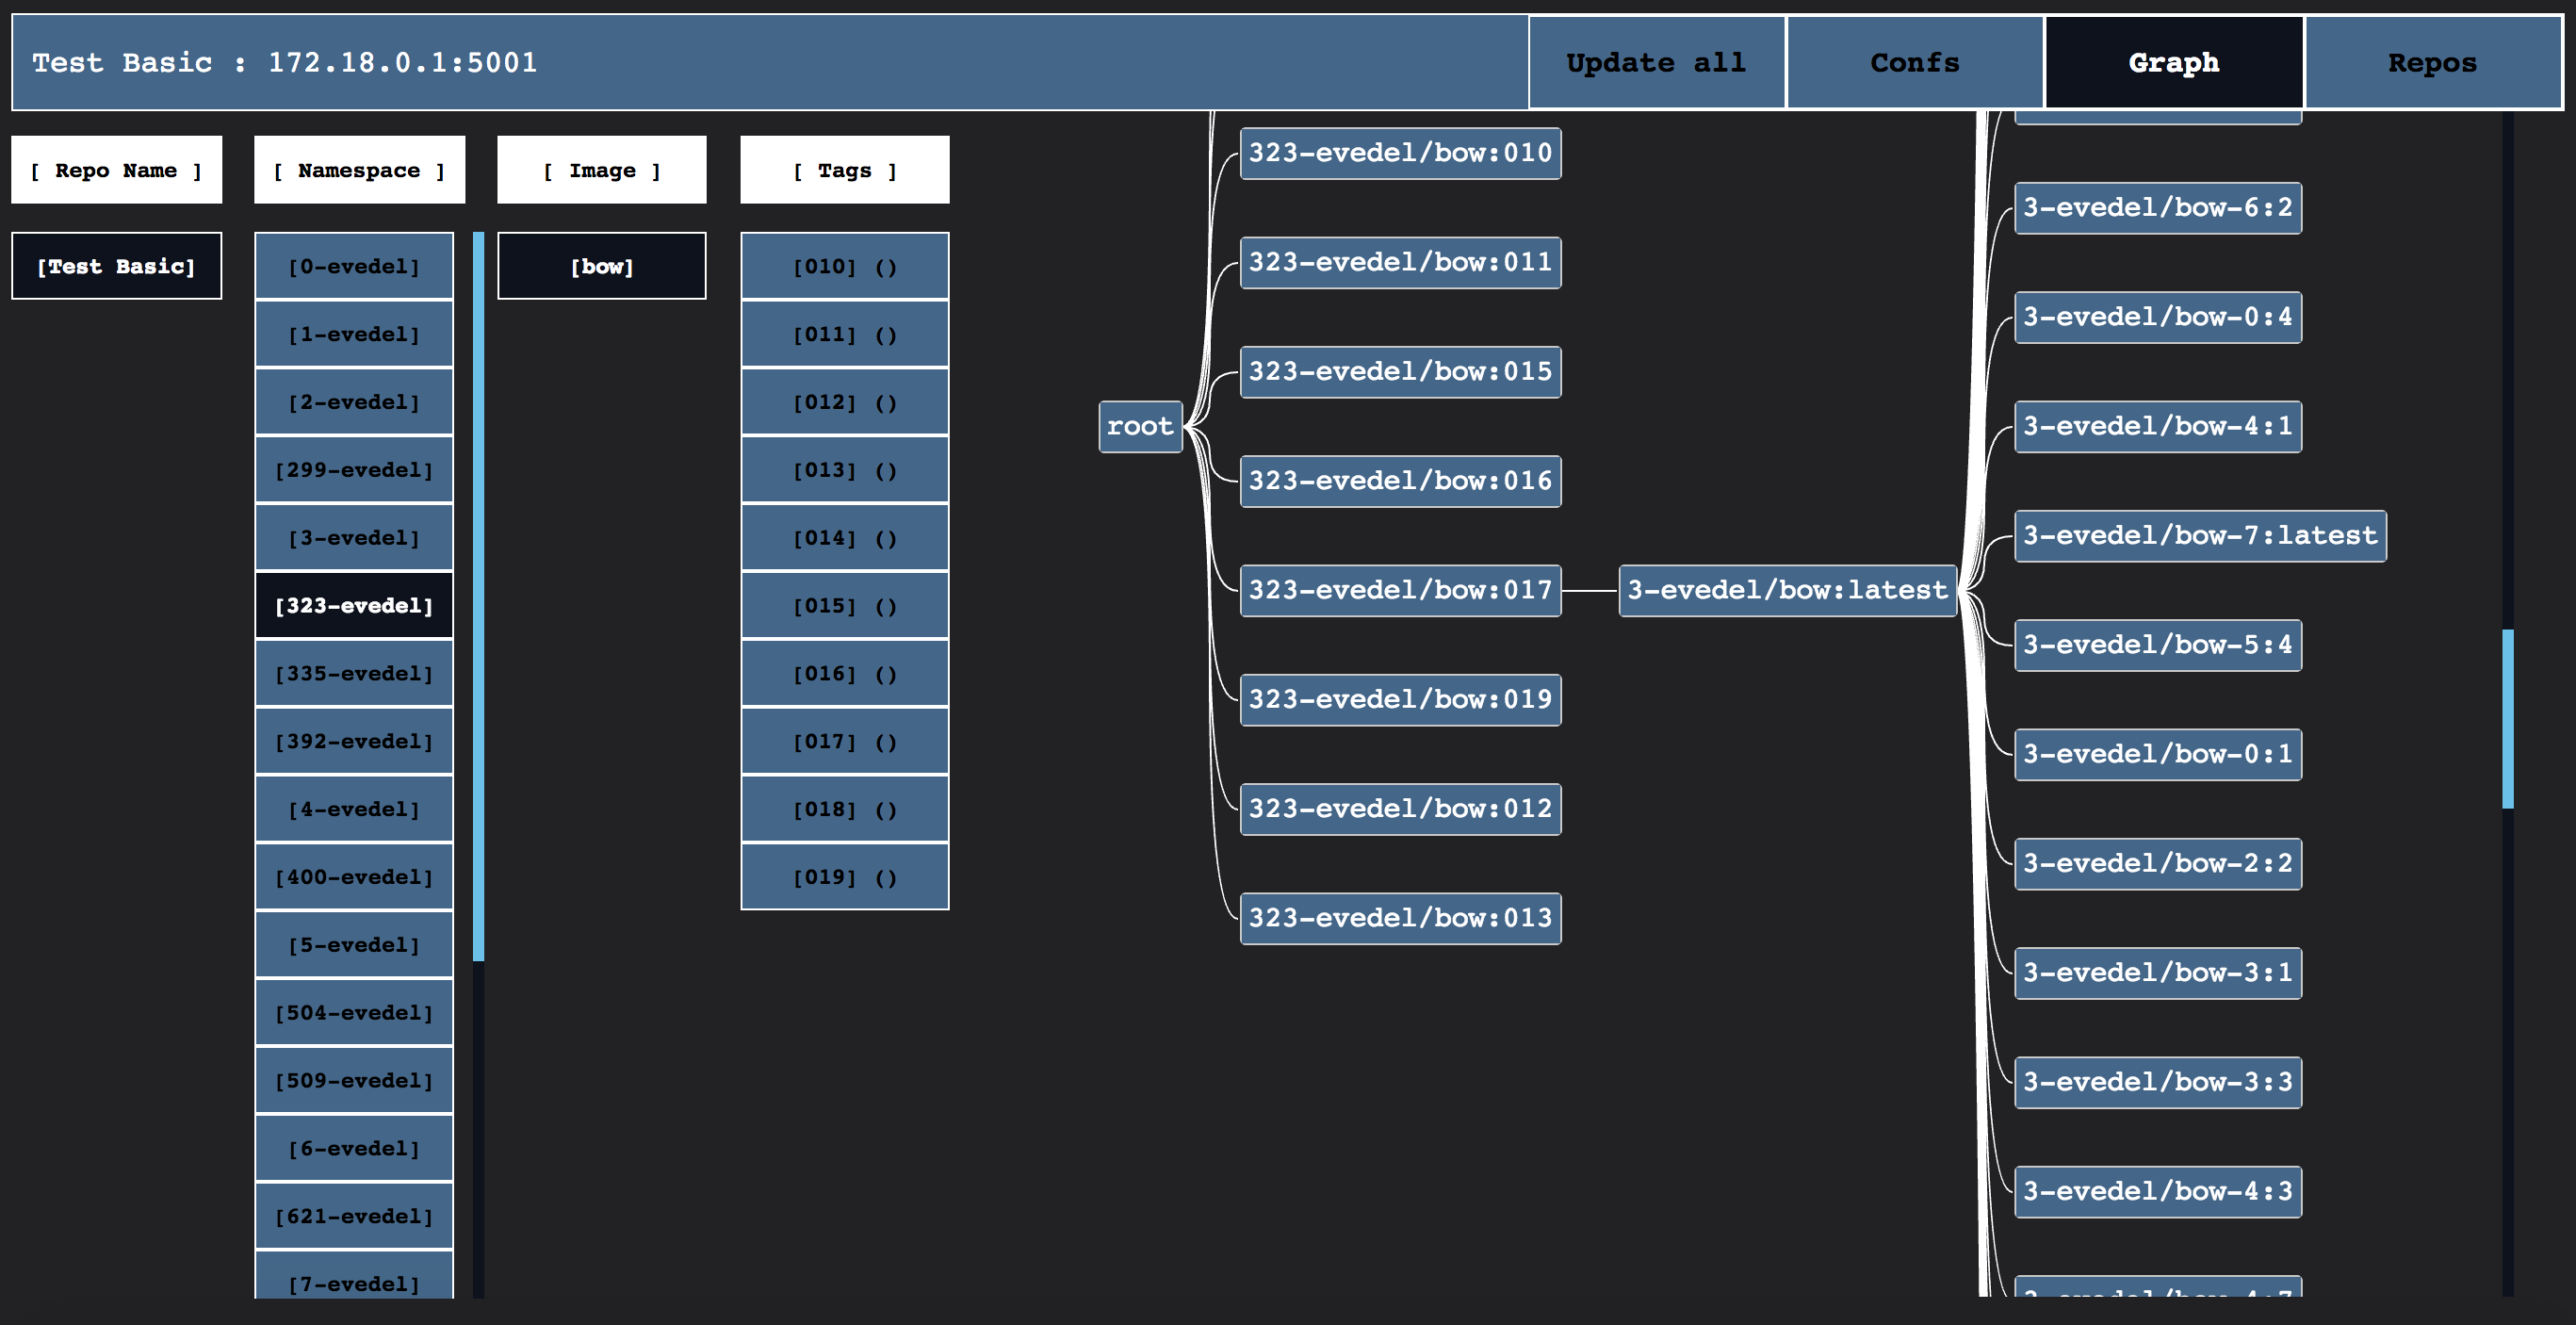 Test Basic : 172.18.0.1:5001
Update all
Confs
Graph
Repos
[ Repo Name ]
[ Namespace ]
[ Image ]
[ Tags ]
[Test Basic]
[0-evedel]
[1-evedel]
[2-evedel]
[299-evedel]
[3-evedel]
[323-evedel]
[335-evedel]
[392-evedel]
[4-evedel]
[400-evedel]
[5-evedel]
[504-evedel]
[509-evedel]
[6-evedel]
[621-evedel]
[7-evedel]
[bow]
[010] ()
[011] ()
[012] ()
[013] ()
[014] ()
[015] ()
[016] ()
[017] ()
[018] ()
[019] ()
root
323-evedel/bow:010
323-evedel/bow:011
323-evedel/bow:015
323-evedel/bow:016
323-evedel/bow:017
323-evedel/bow:019
323-evedel/bow:012
323-evedel/bow:013
3-evedel/bow:latest
3-evedel/bow-6:2
3-evedel/bow-0:4
3-evedel/bow-4:1
3-evedel/bow-7:latest
3-evedel/bow-5:4
3-evedel/bow-0:1
3-evedel/bow-2:2
3-evedel/bow-3:1
3-evedel/bow-3:3
3-evedel/bow-4:3